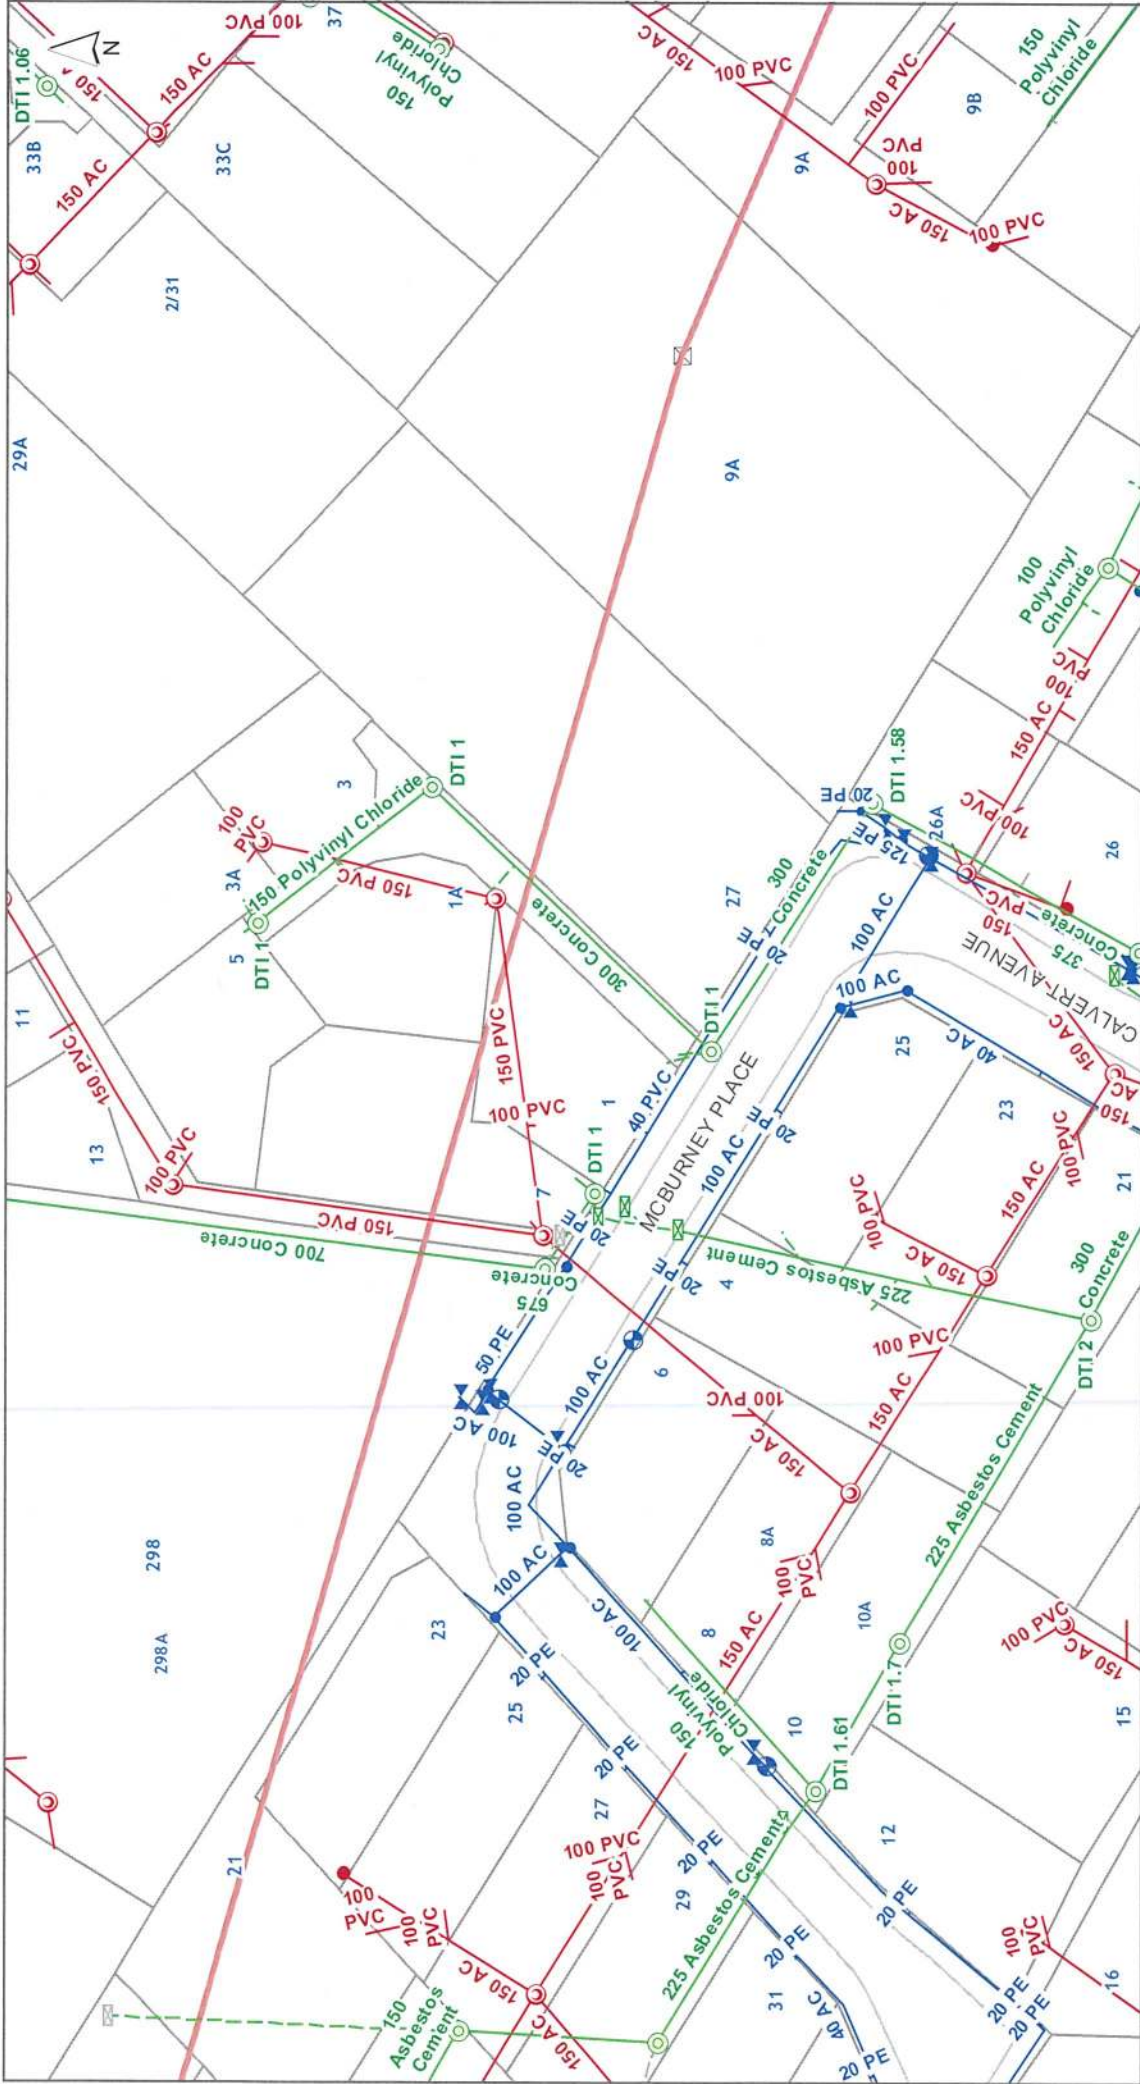 DTI 1.06
150
N
33B
150 AC
100 PVC
37
150 AC
33C
150
Polyvinyl
Chloride
150 AC
100 PVC
100 PVC
9B
150
Polyvinyl
Chloride
100
PVC
9A
150 AC
100 PVC
2/31
29A
9A
100
Polyvinyl
Chloride
100
PVC
150 AC
100 PVC
26
DTI 1
3
100
PVC
3A
150 Polyvinyl Chloride
DTI 1
5
150 PVC
1A
300 Concrete
DTI 1.58
20 PE
125 PE
26A
27
300
Concrete
20 PE
100 AC
150
PVC
375
Concrete
CALVERT AVENUE
11
150 PVC
13
100 PVC
150 PVC
700 Concrete
150 PVC
100 PVC
7
1
DTI 1
DTI 1
40 PVC
MCBURNEY PLACE
100 AC
25
40 AC
23
150 AC
AC
150
100 PVC
21
20 PE
100 AC
20 PE
675
Concrete
20 PE
4
225 Asbestos Cement
100 PVC
150 AC
150 AC
300
Concrete
DTI 2
50 PE
100 AC
100 AC
20 PE
6
100 PVC
150 AC
100 PVC
150 AC
225 Asbestos Cement
298
298A
100 AC
100 AC
23
100 AC
8A
100
PVC
150 AC
8
10A
DTI 1.7
100 PVC
150 AC
15
20 PE
25
150
Polyvinyl
Chloride
10
DTI 1.61
20 PE
27
21
100
PVC
100
PVC
100 PVC
100
PVC
29
20 PE
225 Asbestos Cement
12
20 PE
150 AC
150 AC
150
Asbestos
Cement
31
20 PE
40 AC
20 PE
20 PE
20 PE
100
PVC
16